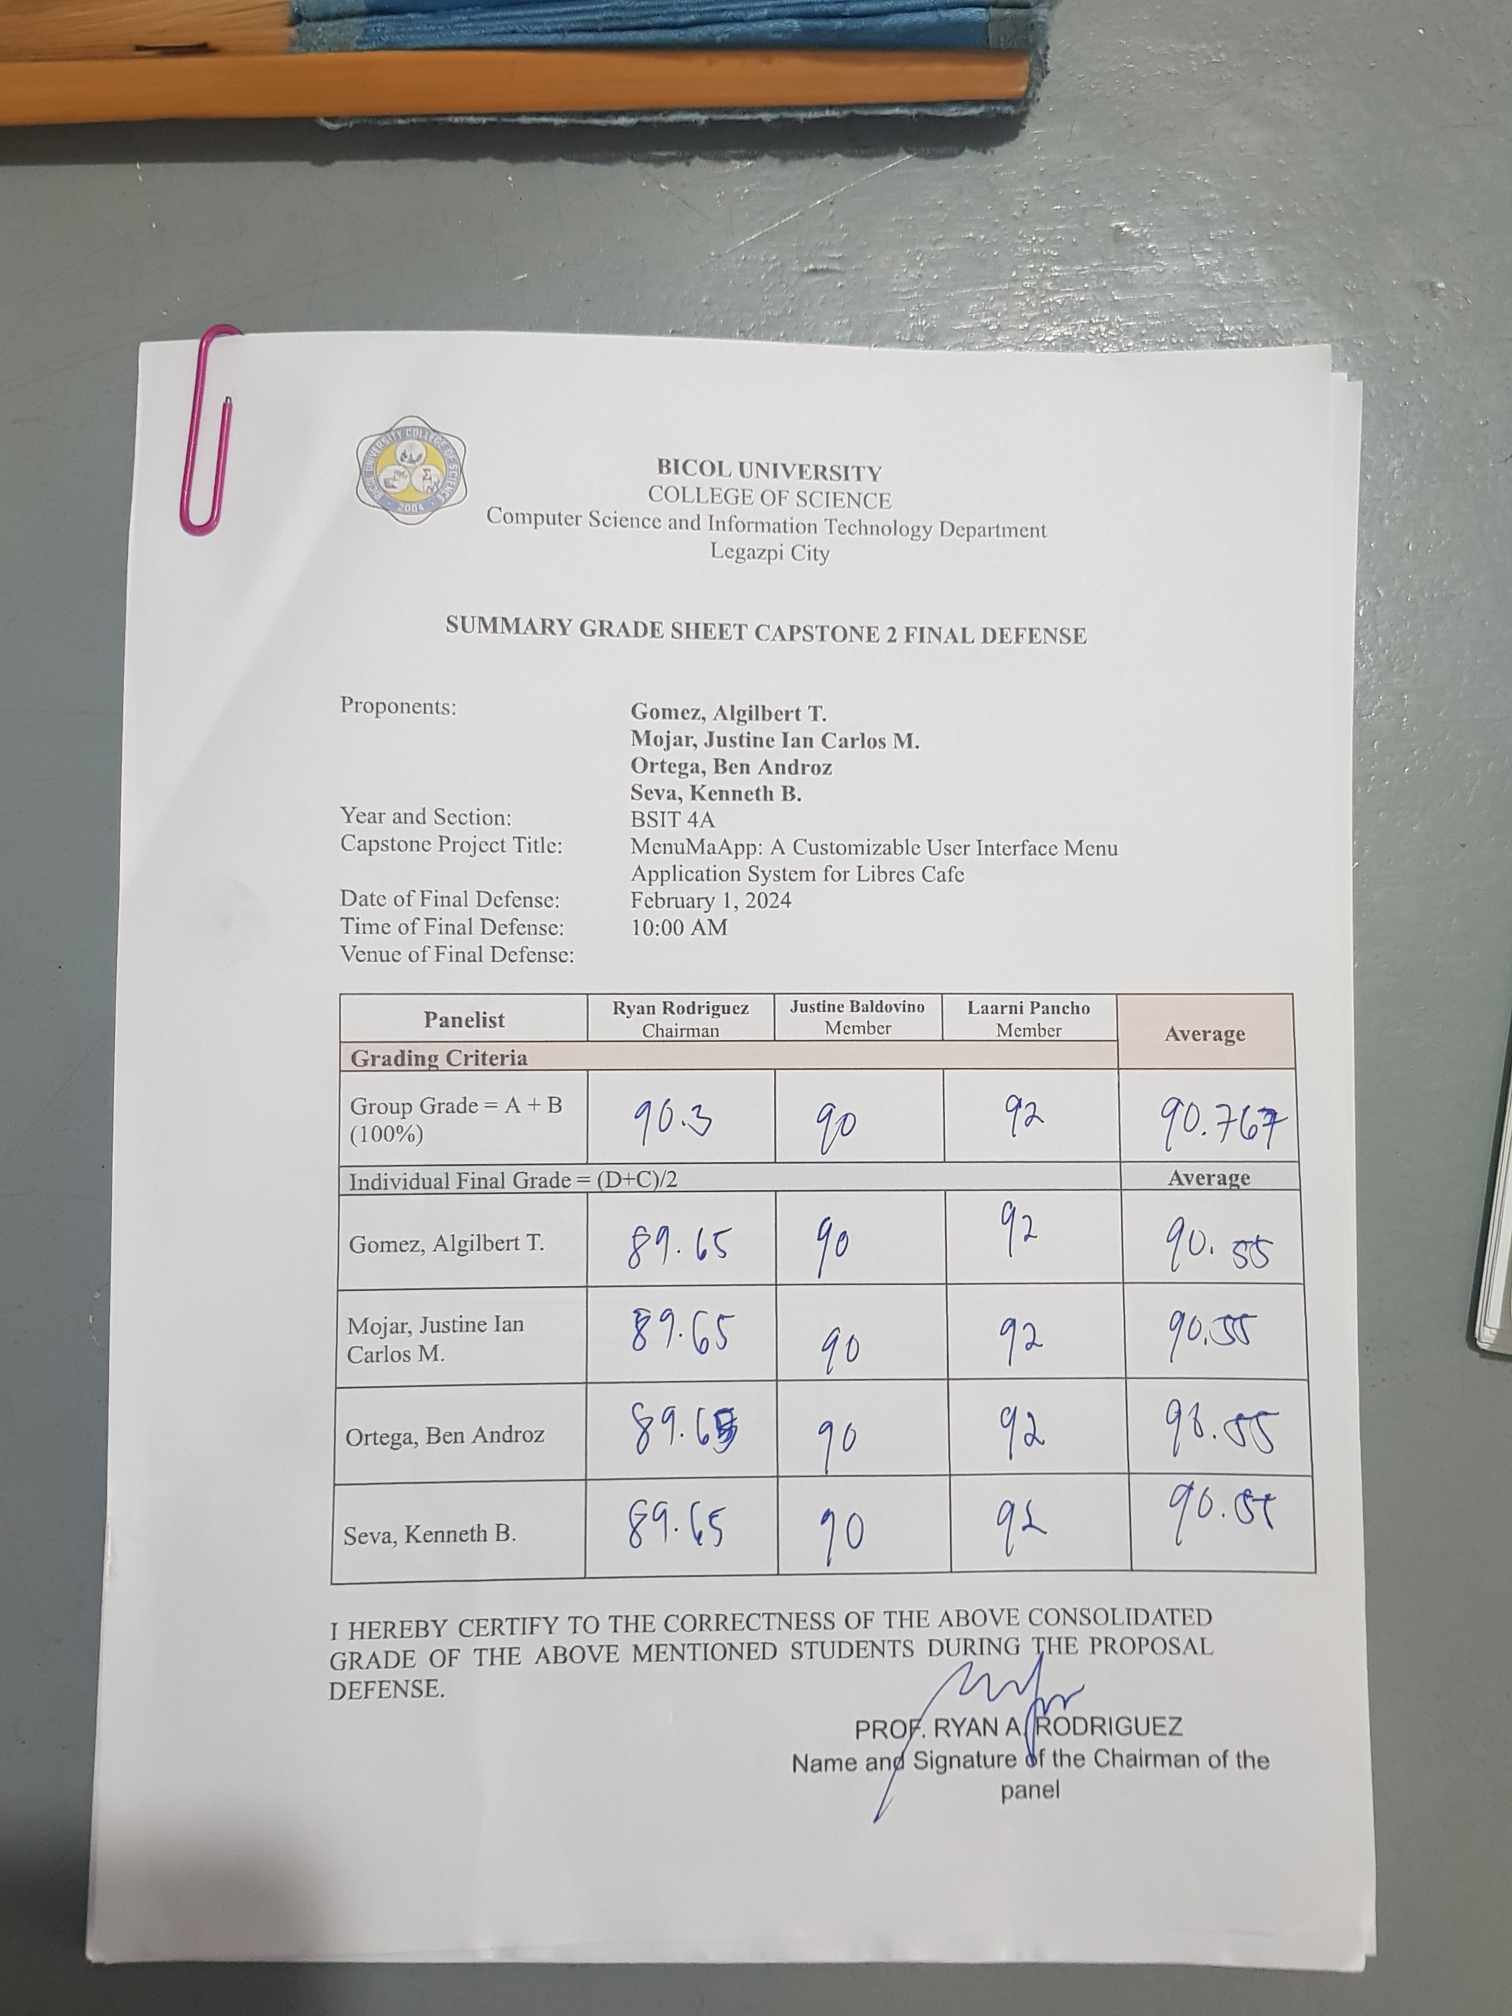 BICOL UNIVERSITY COLLEGE OF SCIENCE
2004
BICOL UNIVERSITY
COLLEGE OF SCIENCE
Computer Science and Information Technology Department
Legazpi City
SUMMARY GRADE SHEET CAPSTONE 2 FINAL DEFENSE
Proponents: Gomez, Algilbert T.
Mojar, Justine Ian Carlos M.
Ortega, Ben Androz
Seva, Kenneth B.
Year and Section: BSIT 4A
Capstone Project Title: MenuMaApp: A Customizable User Interface Menu
Application System for Libres Cafe
Date of Final Defense: February 1, 2024
Time of Final Defense: 10:00 AM
Venue of Final Defense:
Panelist Ryan Rodriguez Justine Baldovino Laarni Pancho Average
Chairman Member Member
Grading Criteria
Group Grade = A + B 90.3 90 92 90.767
(100%)
Individual Final Grade = (D+C)/2 Average
Gomez, Algilbert T. 89.65 90 92 90.55
Mojar, Justine Ian 89.65 90 92 90.55
Carlos M.
Ortega, Ben Androz 89.65 90 92 90.55
Seva, Kenneth B. 89.65 90 92 90.55
I HEREBY CERTIFY TO THE CORRECTNESS OF THE ABOVE CONSOLIDATED
GRADE OF THE ABOVE MENTIONED STUDENTS DURING THE PROPOSAL
DEFENSE.
PROF. RYAN A. RODRIGUEZ
Name and Signature of the Chairman of the
panel